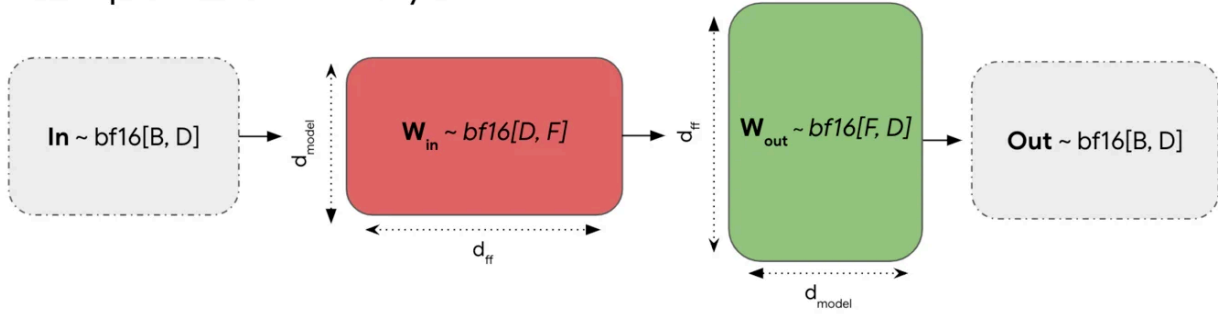 In ~ bf16[B, D]
d_model
W_in ~ bf16[D, F]
d_ff
d_ff
W_out ~ bf16[F, D]
d_model
Out ~ bf16[B, D]